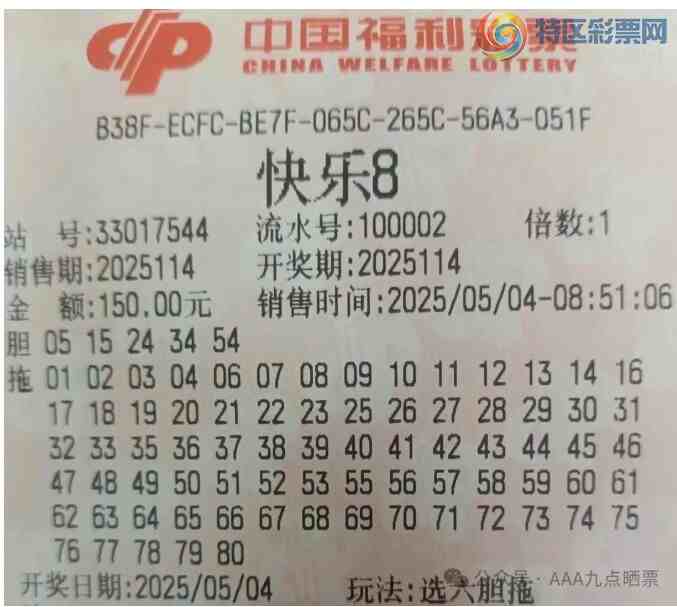 中国福利彩票 特区彩票网
CHINA WELFARE LOTTERY
B38F-ECFC-BE7F-065C-265C-56A3-051F
快乐8
站 号:33017544 流水号:100002 倍数:1
销售期:2025114 开奖期:2025114
金 额:150.00元 销售时间:2025/05/04-08:51:06
胆 05 15 24 34 54
拖 01 02 03 04 06 07 08 09 10 11 12 13 14 16
17 18 19 20 21 22 23 25 26 27 28 29 30 31
32 33 35 36 37 38 39 40 41 42 43 44 45 46
47 48 49 50 51 52 53 55 56 57 58 59 60 61
62 63 64 65 66 67 68 69 70 71 72 73 74 75
76 77 78 79 80
公众号 · AAA九点晒票
开奖日期:2025/05/04 玩法:选六胆拖